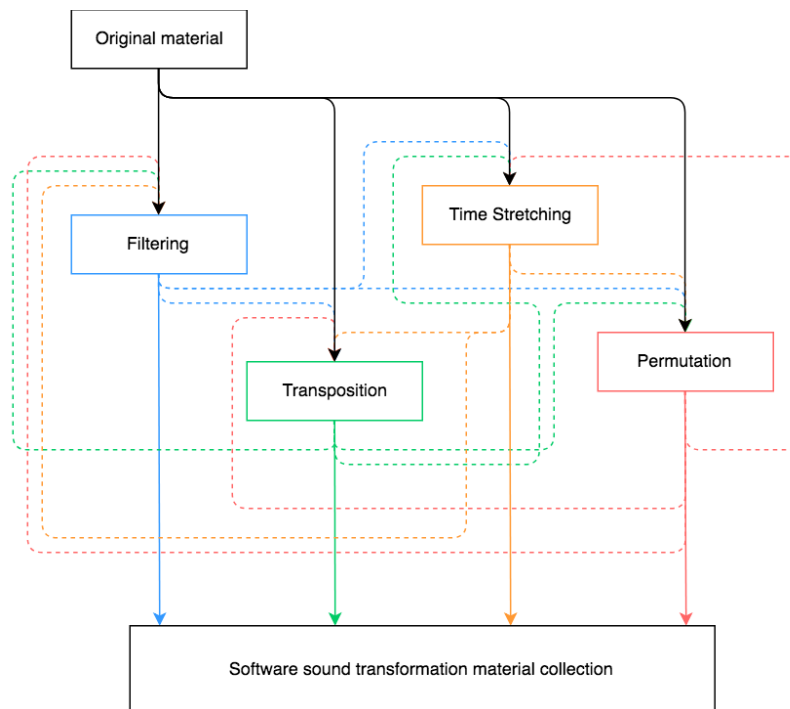 Original material
Time Stretching
Filtering
Permutation
Transposition
Software sound transformation material collection